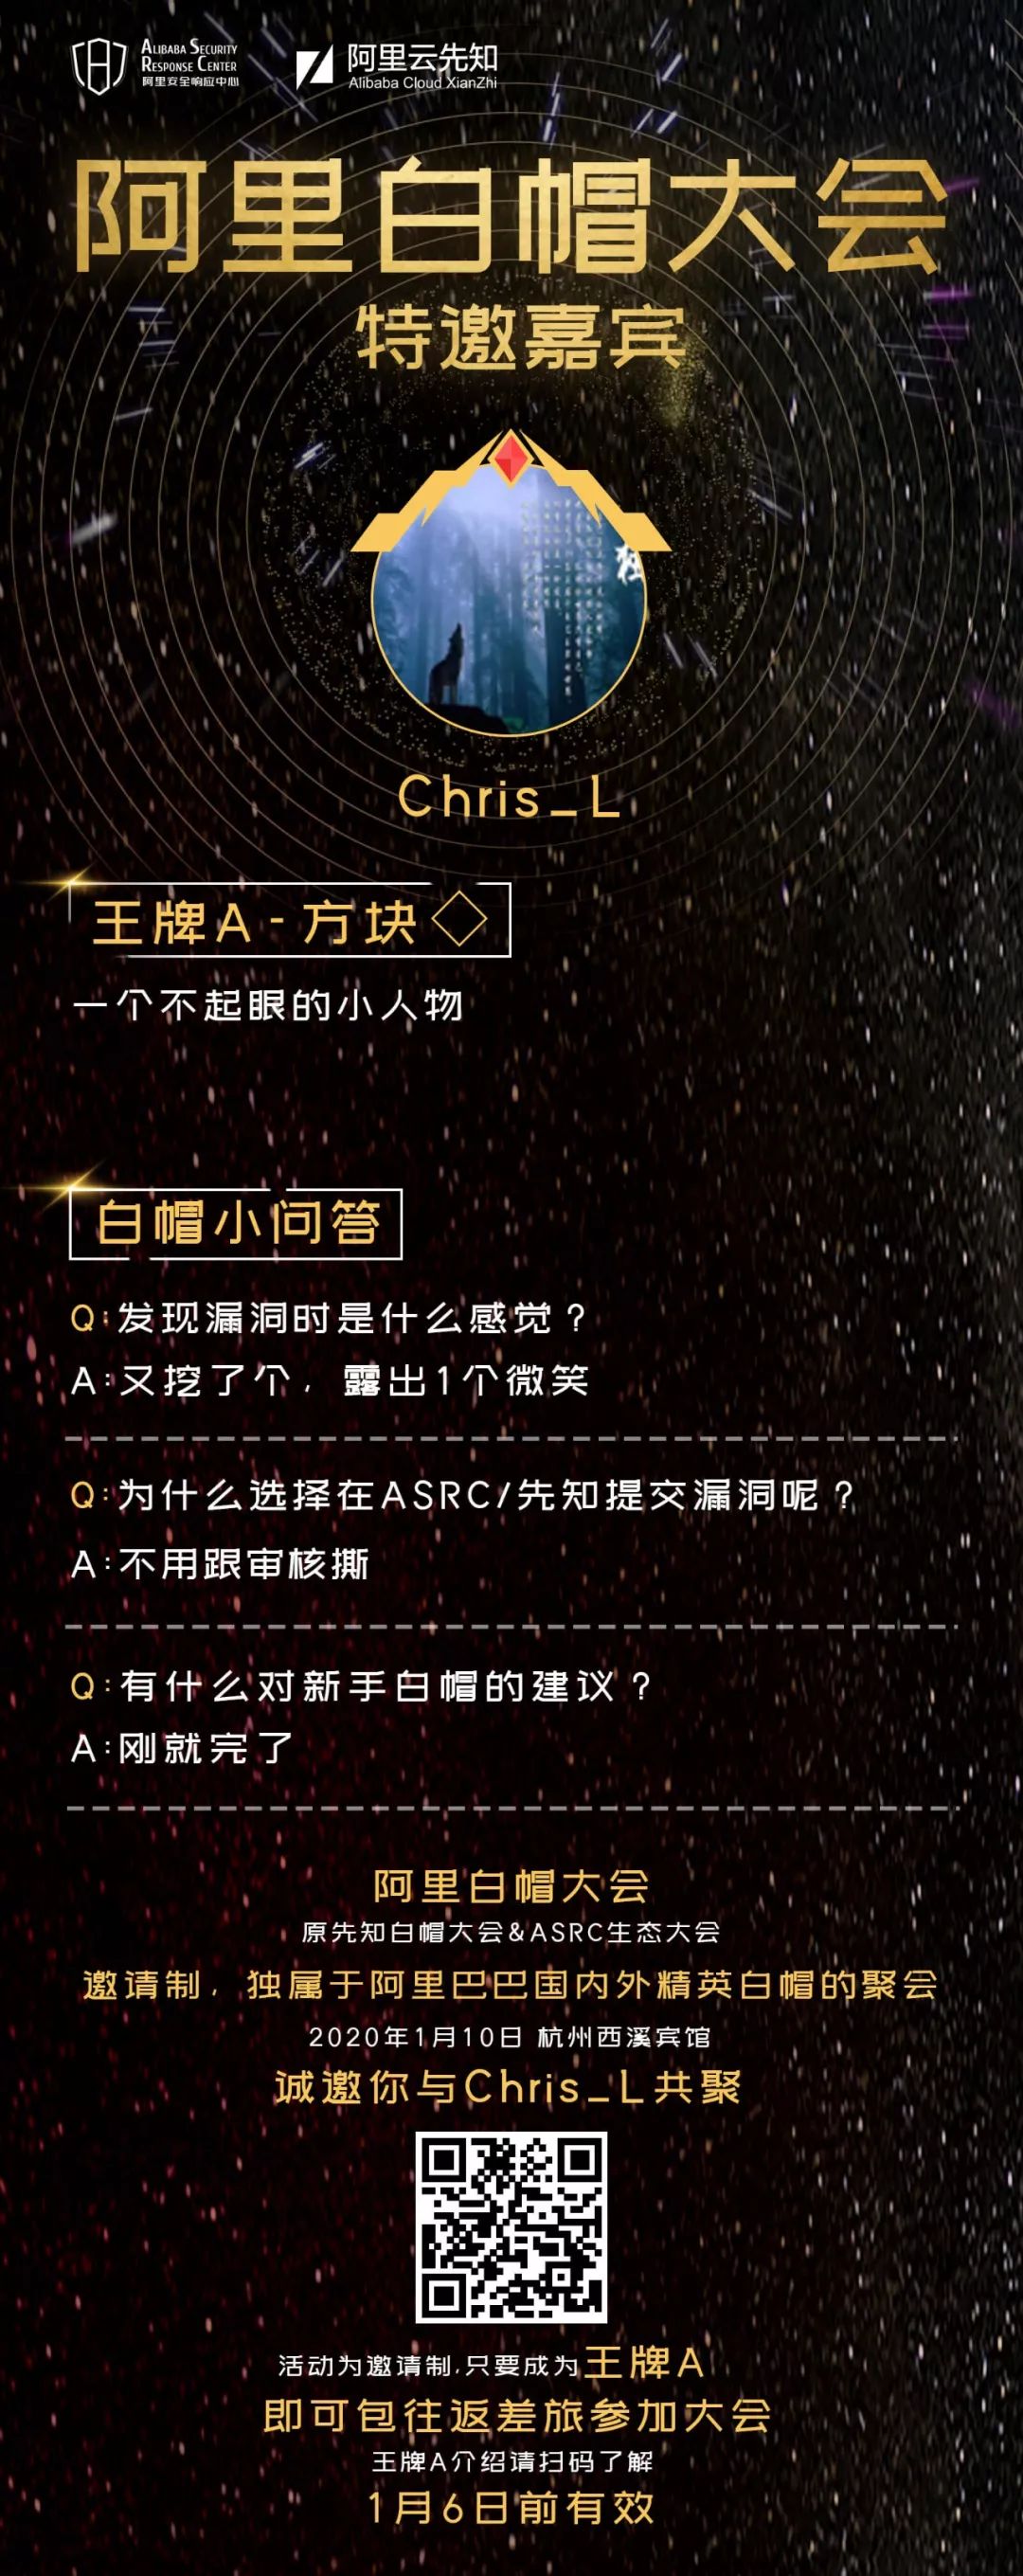 ALIBABA SECURITY
RESPONSE CENTER
阿里安全响应中心
阿里云先知
Alibaba Cloud XianZhi
阿里白帽大会
特邀嘉宾
Chris_L
王牌A-方块
一个不起眼的小人物
白帽小问答
Q:发现漏洞时是什么感觉？
A:又挖了个，露出1个微笑
Q:为什么选择在ASRC/先知提交漏洞呢？
A:不用跟审核撕
Q:有什么对新手白帽的建议？
A:刚就完了
阿里白帽大会
原先知白帽大会&ASRC生态大会
邀请制，独属于阿里巴巴国内外精英白帽的聚会
2020年1月10日 杭州西溪宾馆
诚邀你与Chris_L共聚
活动为邀请制,只要成为王牌A
即可包往返差旅参加大会
王牌A介绍请扫码了解
1月6日前有效